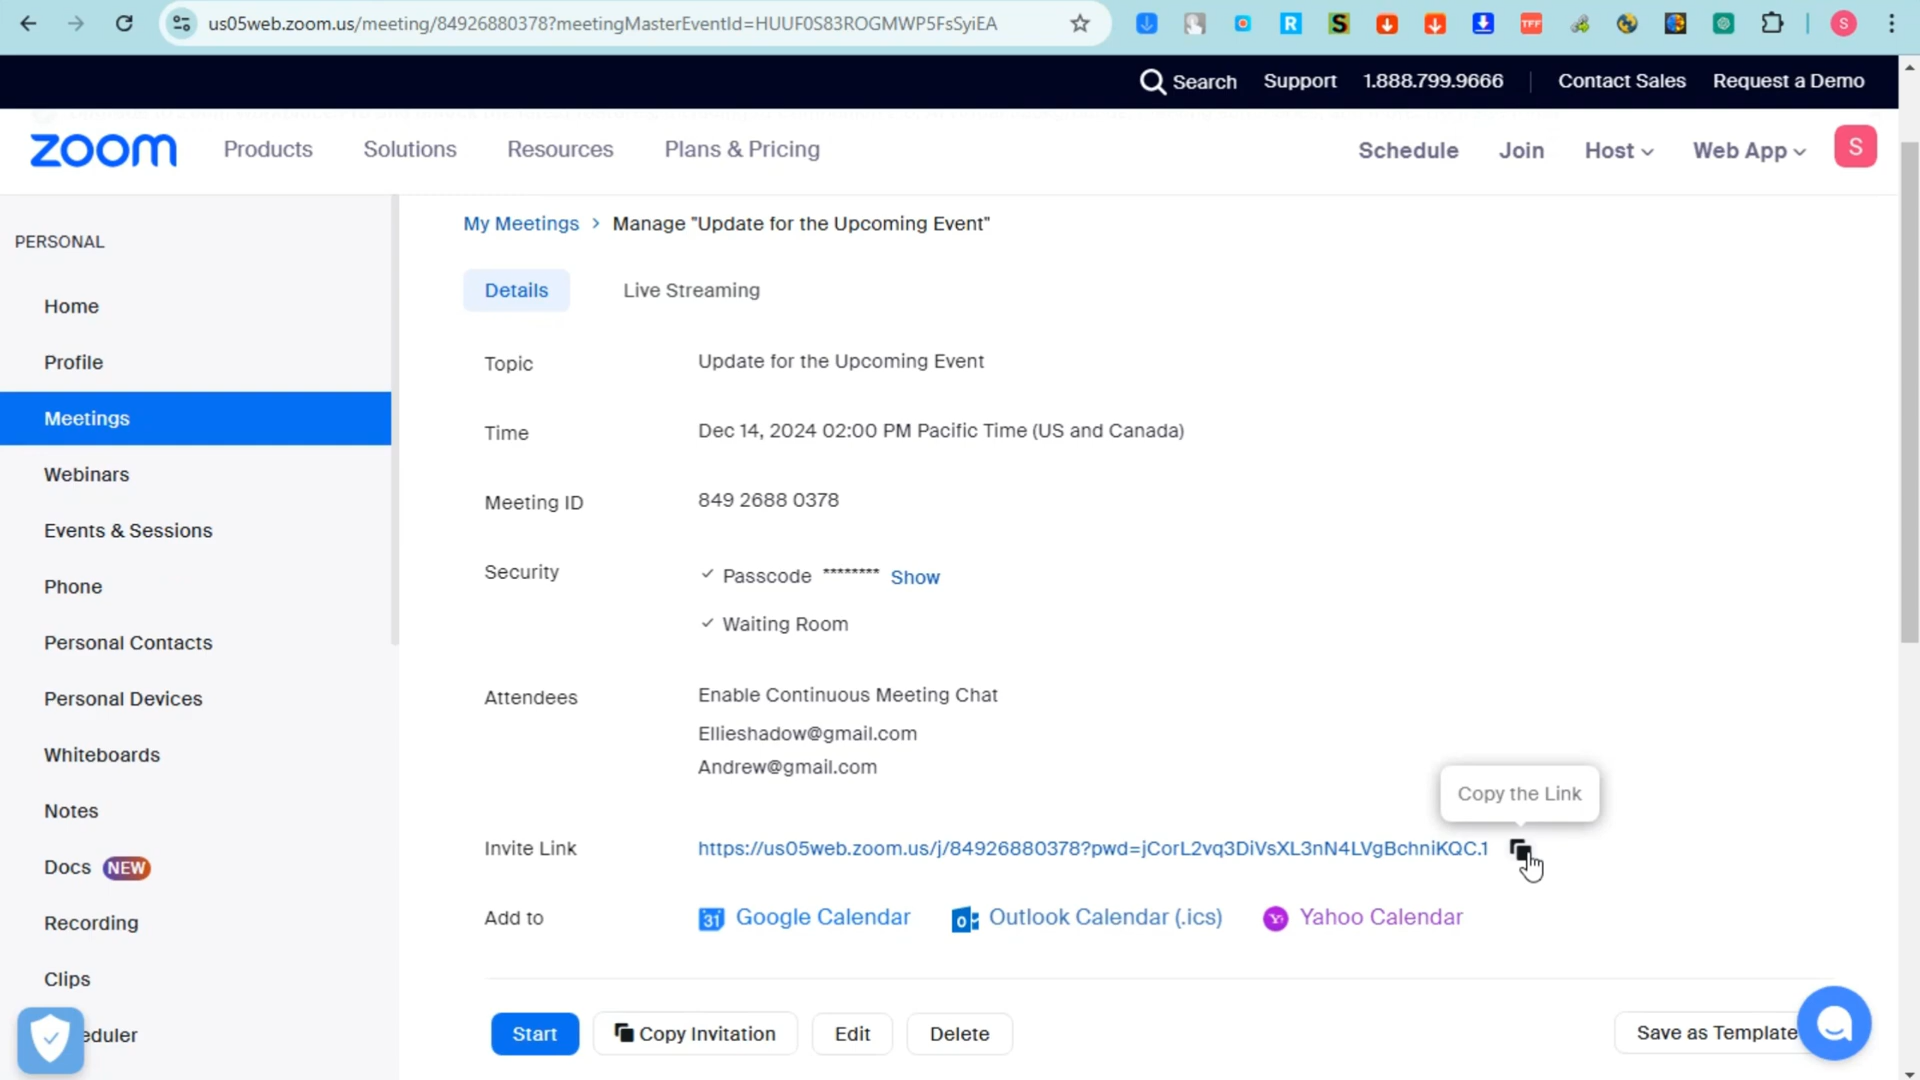 us05web.zoom.us/meeting/84926880378?meetingMasterEventId=HUUF0S83ROGMWP5FsSyiEA
R S TFF S
Search Support 1.888.799.9666 Contact Sales Request a Demo
zoom Products Solutions Resources Plans & Pricing Schedule Join Host Web App S
PERSONAL
Home
Profile
Meetings
Webinars
Events & Sessions
Phone
Personal Contacts
Personal Devices
Whiteboards
Notes
Docs NEW
Recording
Clips
eduler
My Meetings > Manage "Update for the Upcoming Event"
Details Live Streaming
Topic Update for the Upcoming Event
Time Dec 14, 2024 02:00 PM Pacific Time (US and Canada)
Meeting ID 849 2688 0378
Security ✓ Passcode ******** Show
✓ Waiting Room
Attendees Enable Continuous Meeting Chat
Ellieshadow@gmail.com
Andrew@gmail.com
Copy the Link
Invite Link https://us05web.zoom.us/j/84926880378?pwd=jCorL2vq3DiVsXL3nN4LVgBchniKQC.1
Add to 31 Google Calendar Outlook Calendar (.ics) Yahoo Calendar
Start Copy Invitation Edit Delete Save as Template